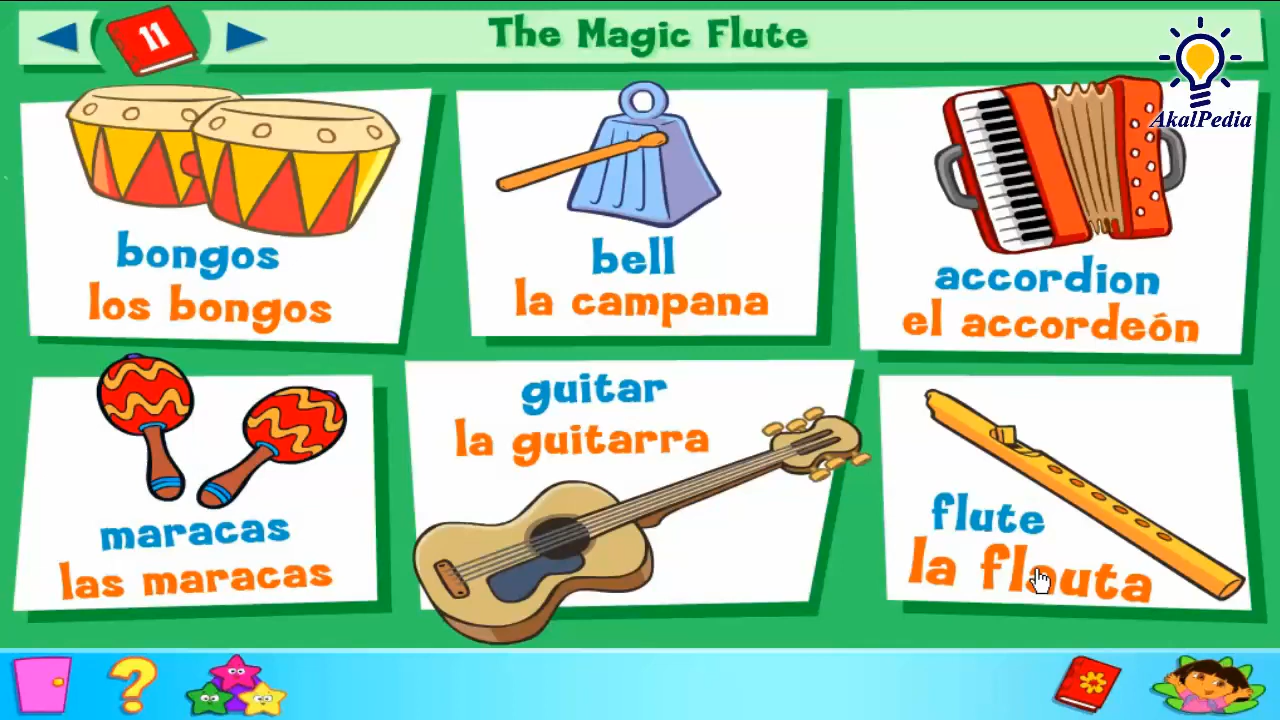 11
The Magic Flute
AkalPedia
bongos
los bongos
bell
la campana
accordion
el accordeón
maracas
las maracas
guitar
la guitarra
flute
la flauta
?